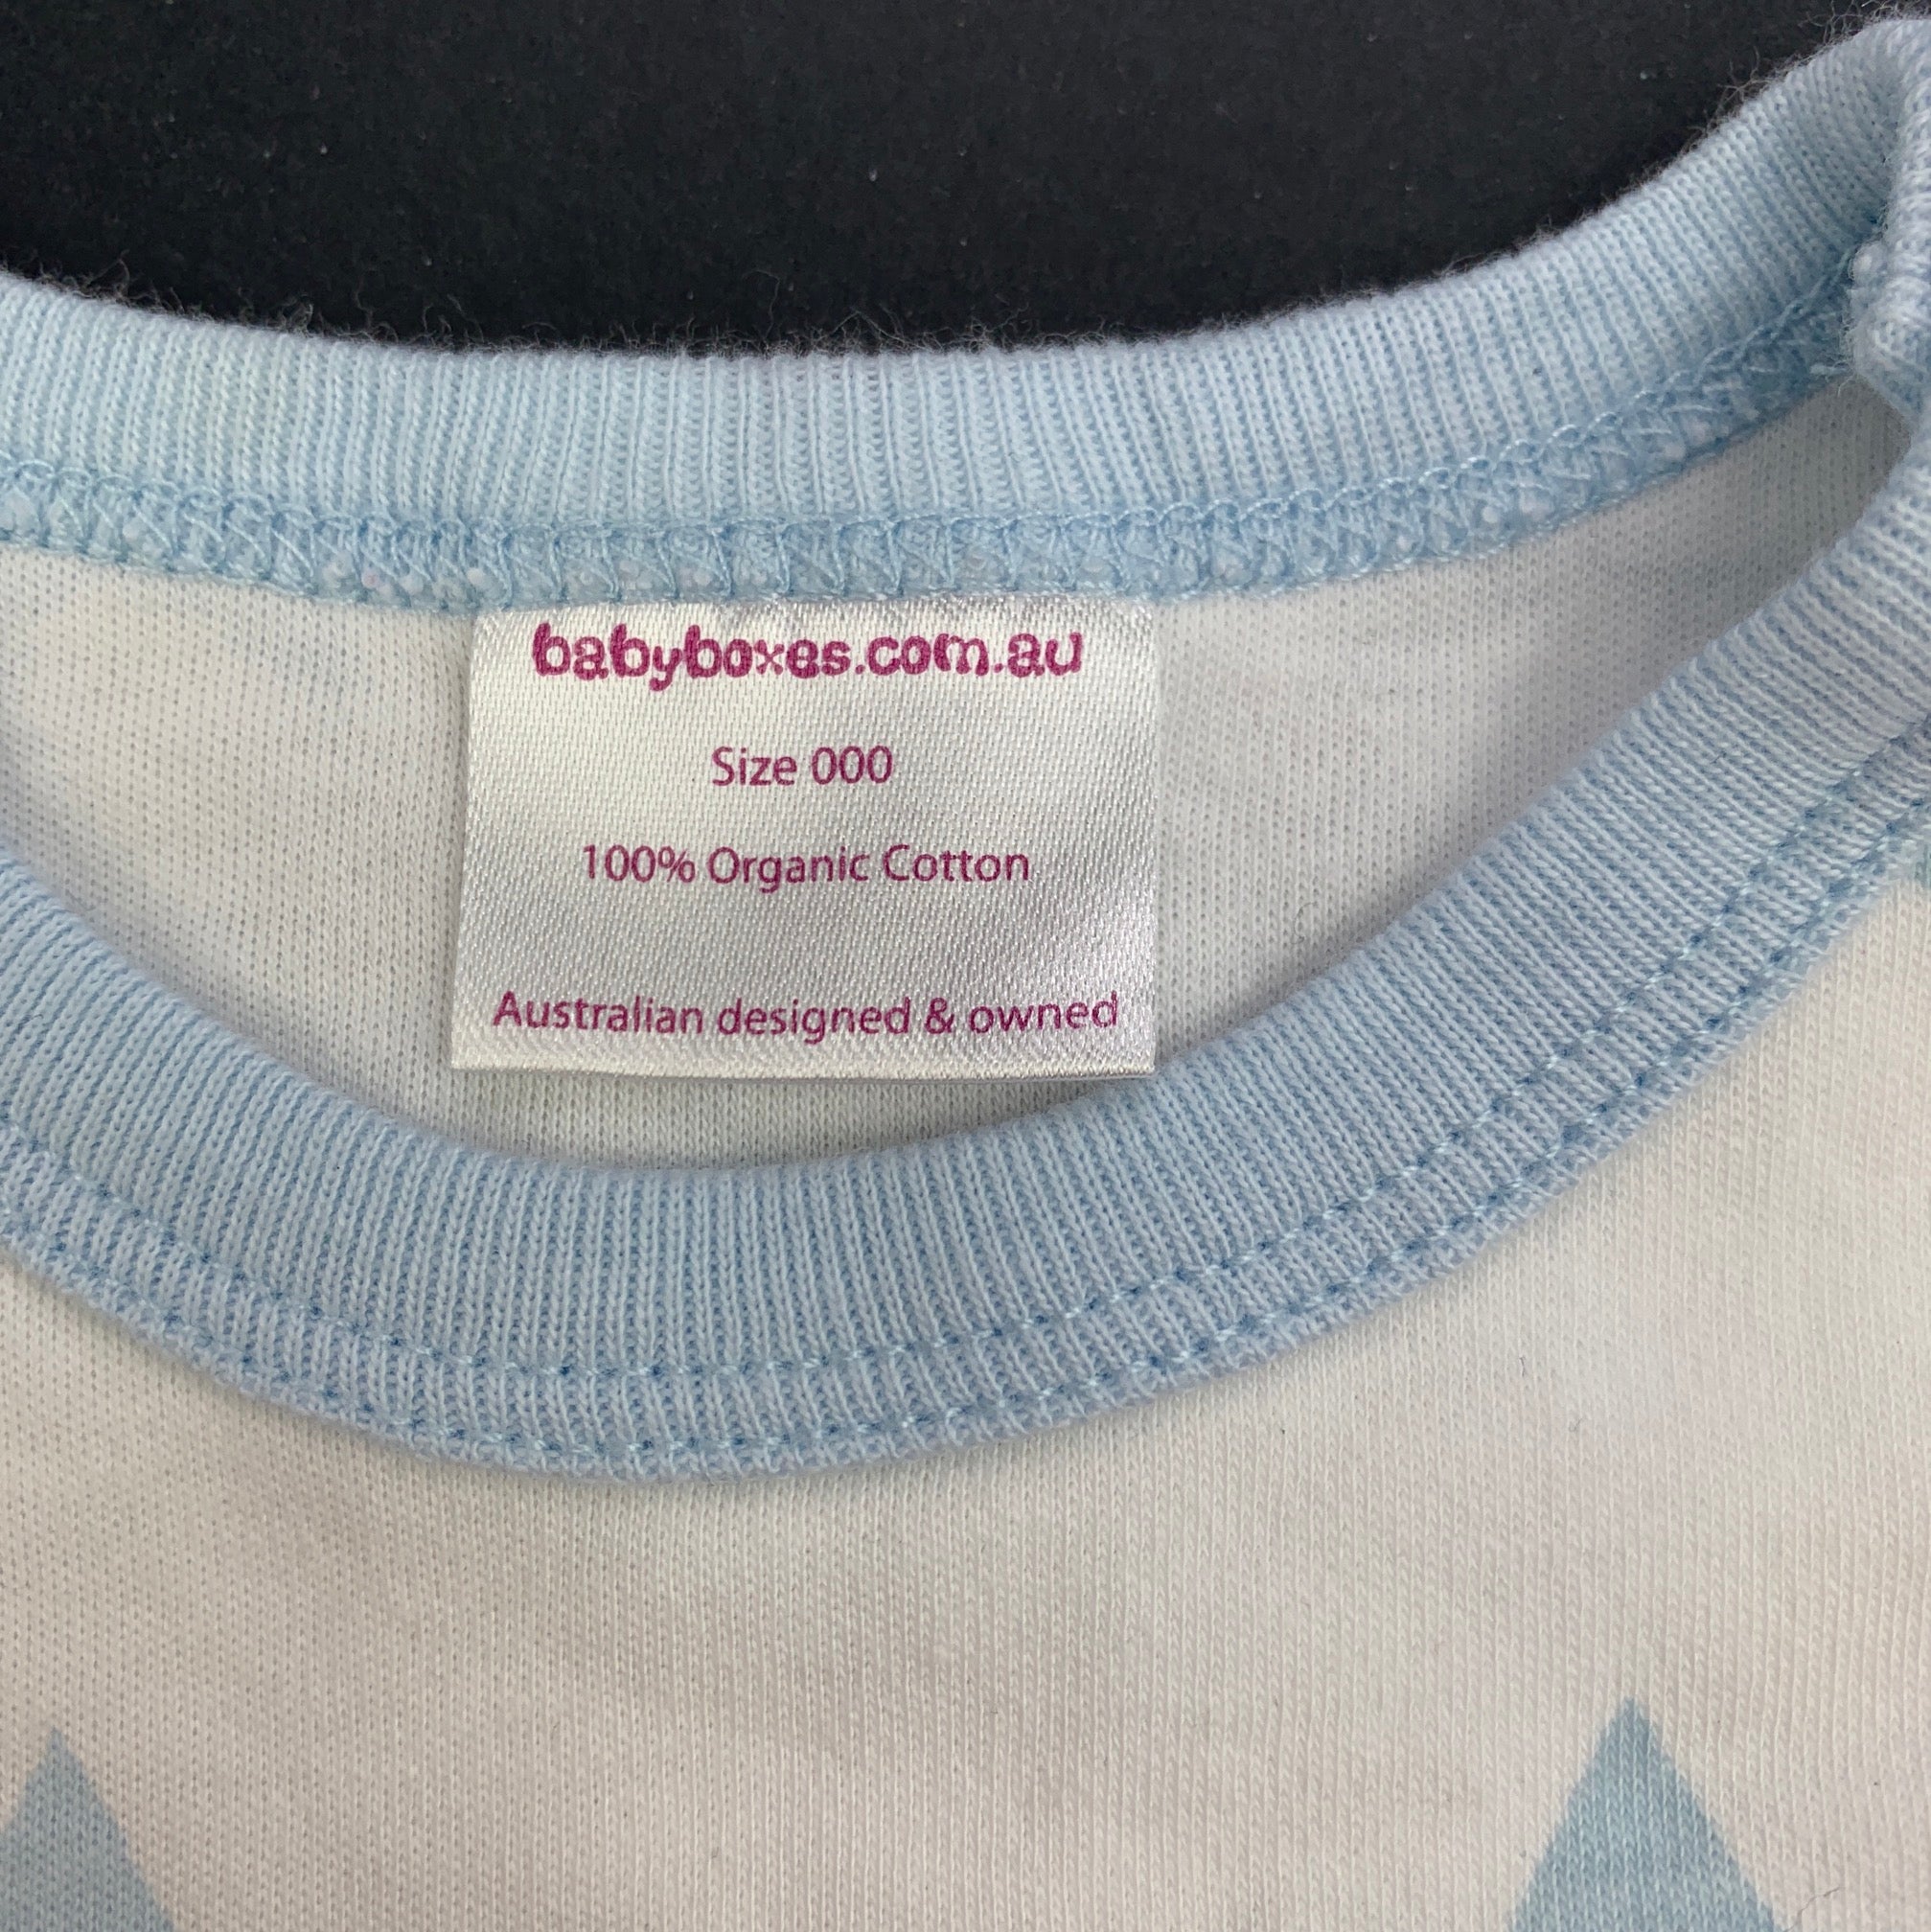 babyboxes.com.au
Size 000
100% Organic Cotton
Australian designed & owned